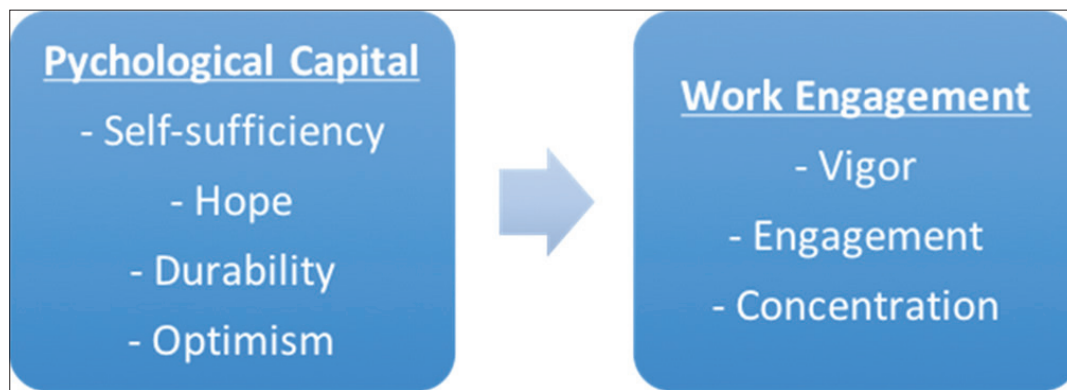 Pychological Capital
- Self-sufficiency
- Hope
- Durability
- Optimism
Work Engagement
- Vigor
- Engagement
- Concentration